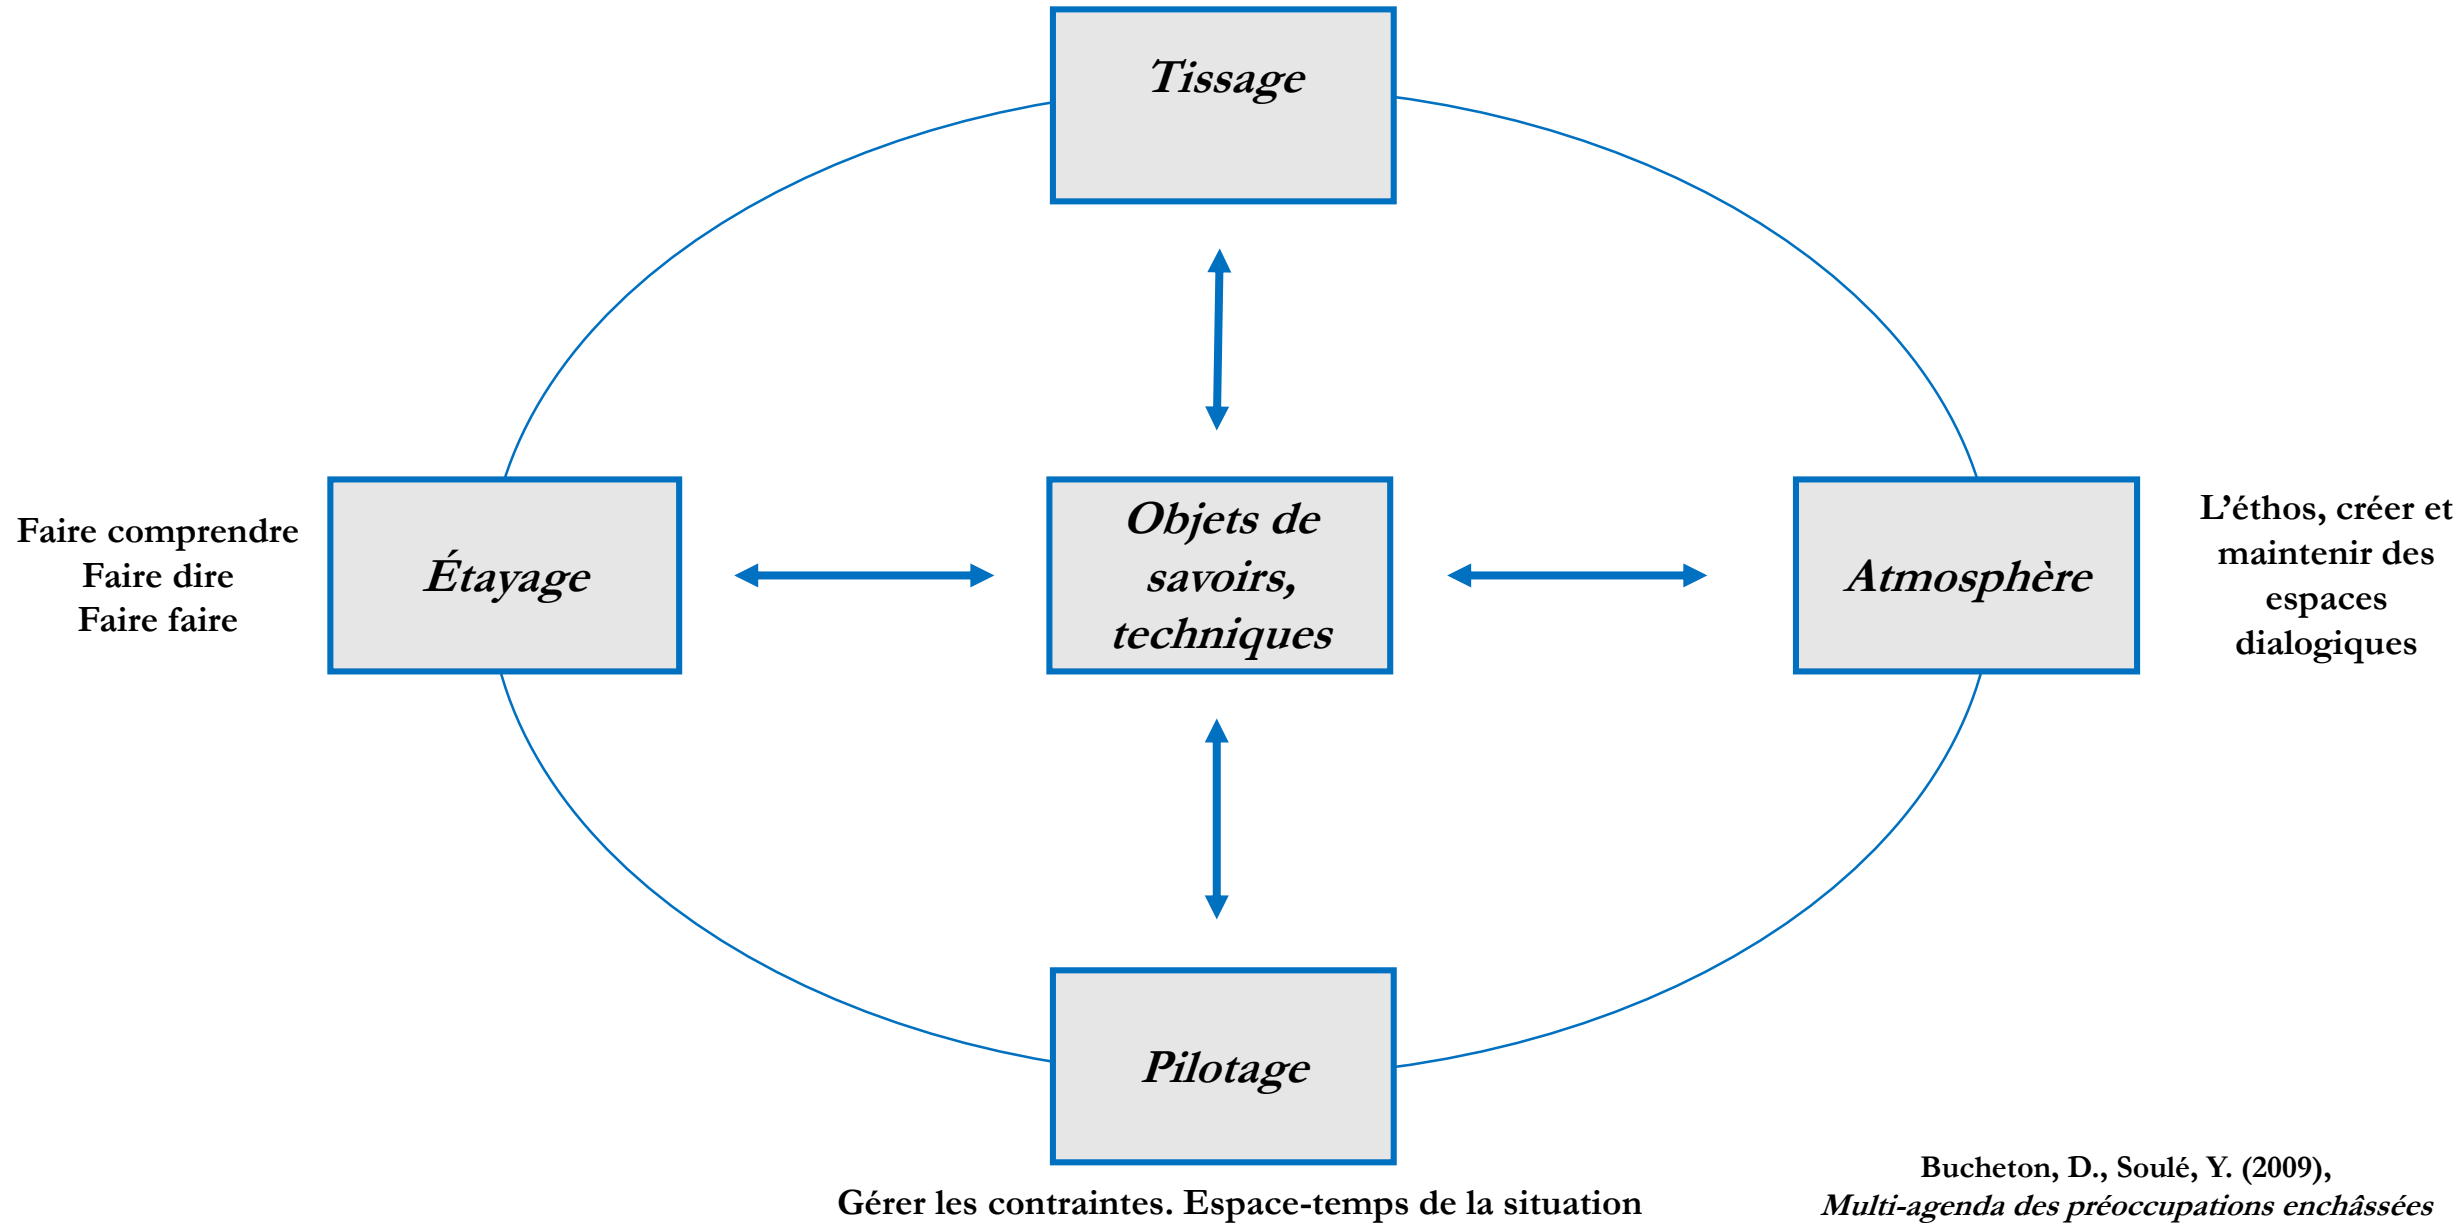 Tissage
Faire comprendre
Faire dire
Faire faire
Étayage
Objets de
savoirs,
techniques
Atmosphère
L’éthos, créer et
maintenir des
espaces
dialogiques
Pilotage
Gérer les contraintes. Espace-temps de la situation
Bucheton, D., Soulé, Y. (2009),
Multi-agenda des préoccupations enchâssées